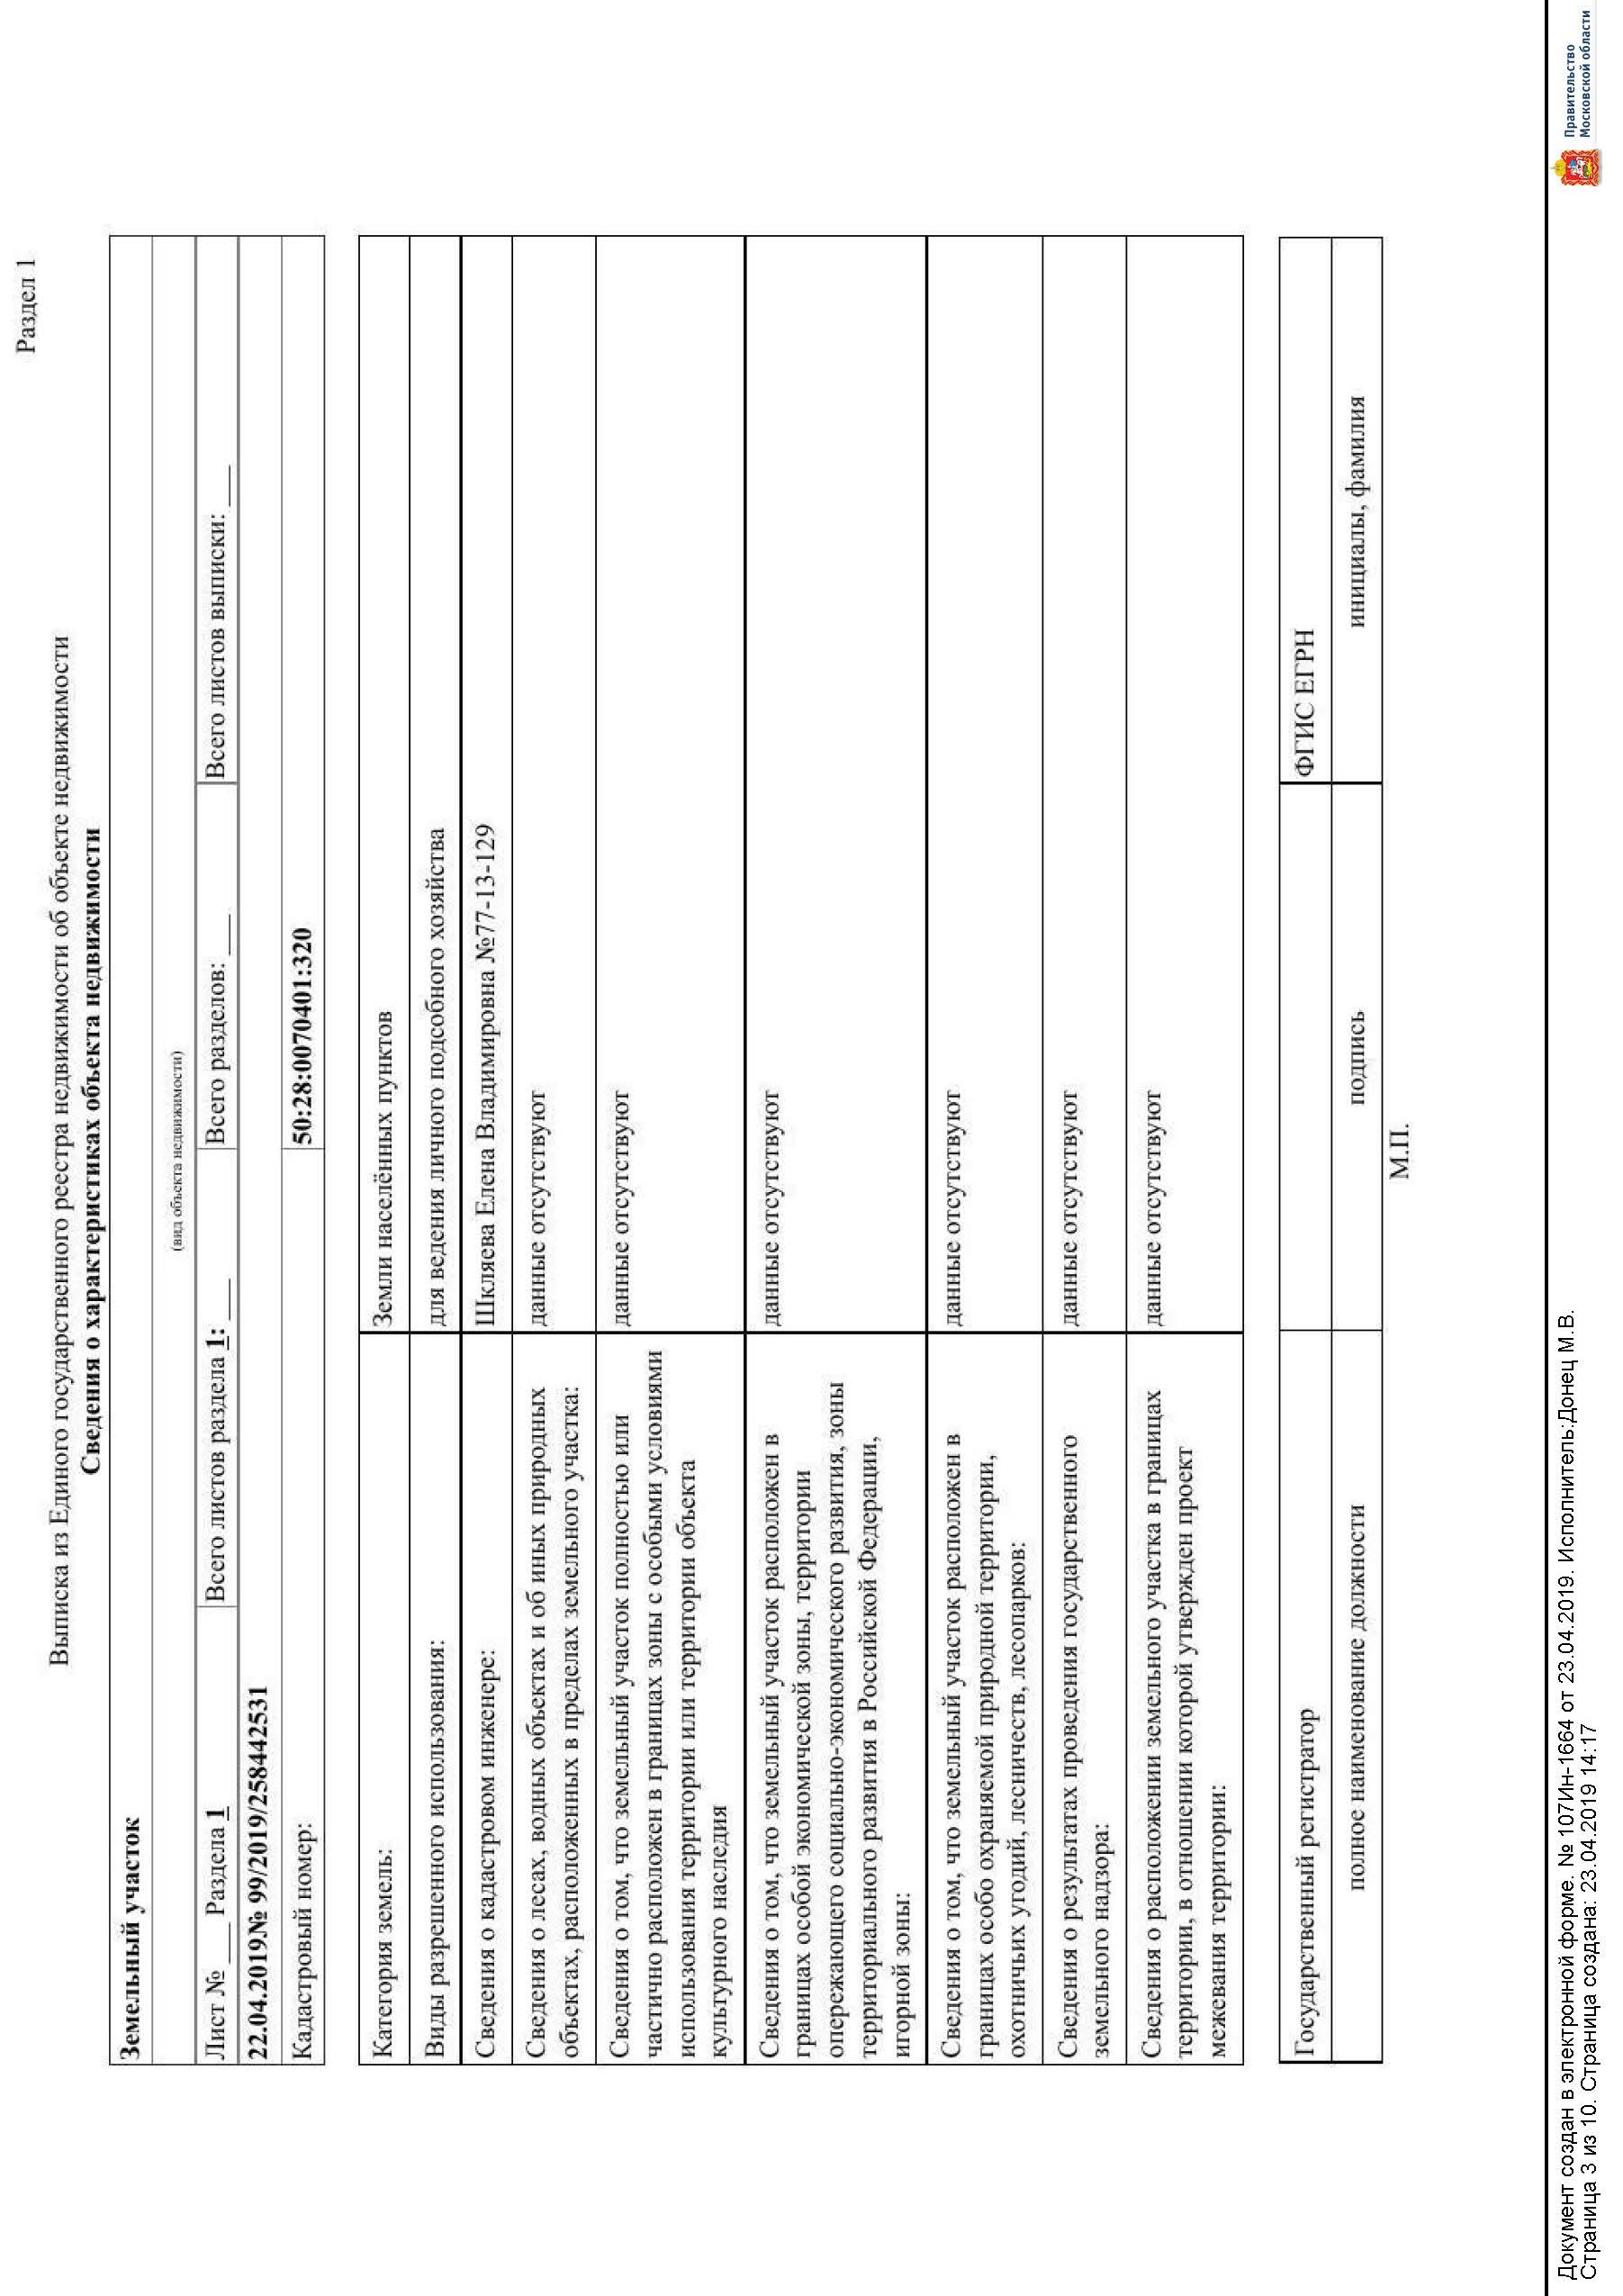 Раздел 1
Выписка из Единого государственного реестра недвижимости об объекте недвижимости
Сведения о характеристиках объекта недвижимости
Земельный участок
(вид объекта недвижимости)
Лист № ___ Раздела 1 Всего листов раздела 1: ___ Всего разделов: ___ Всего листов выписки: ___
22.04.2019№ 99/2019/258442531
Кадастровый номер: 50:28:0070401:320
Категория земель: Земли населённых пунктов
Виды разрешенного использования: для ведения личного подсобного хозяйства
Сведения о кадастровом инженере: Шкляева Елена Владимировна №77-13-129
Сведения о лесах, водных объектах и об иных природных
объектах, расположенных в пределах земельного участка:
данные отсутствуют
Сведения о том, что земельный участок полностью или
частично расположен в границах зоны с особыми условиями
использования территории или территории объекта
культурного наследия
данные отсутствуют
Сведения о том, что земельный участок расположен в
границах особой экономической зоны, территории
опережающего социально-экономического развития, зоны
территориального развития в Российской Федерации,
игорной зоны:
данные отсутствуют
Сведения о том, что земельный участок расположен в
границах особо охраняемой природной территории,
охотничьих угодий, лесничеств, лесопарков:
данные отсутствуют
Сведения о результатах проведения государственного
земельного надзора:
данные отсутствуют
Сведения о расположении земельного участка в границах
территории, в отношении которой утвержден проект
межевания территории:
данные отсутствуют
Государственный регистратор ФГИС ЕГРН
полное наименование должности подпись инициалы, фамилия
М.П.
Документ создан в электронной форме. № 107Ин-1664 от 23.04.2019. Исполнитель:Донец М.В.
Страница 3 из 10. Страница создана: 23.04.2019 14:17
Правительство
Московской области